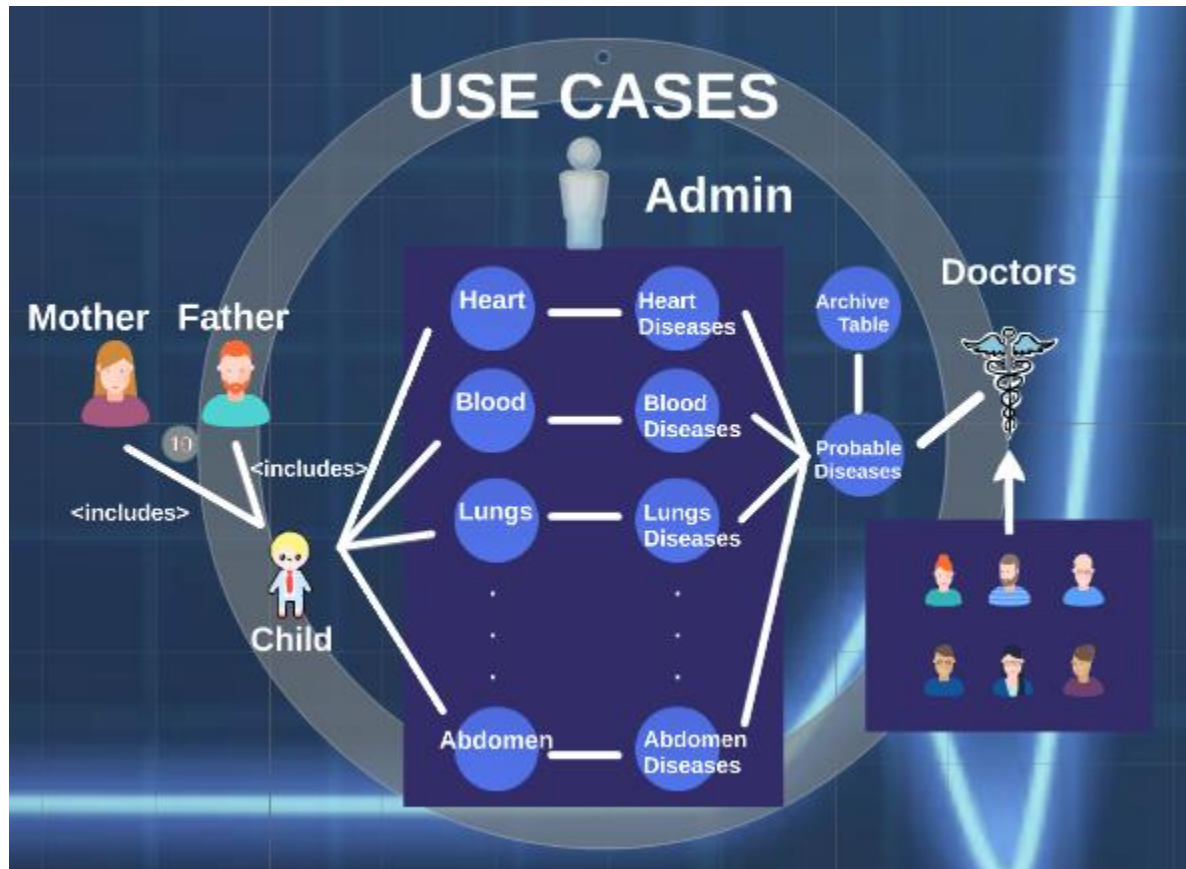 USE CASES
Admin
Mother
Father
Doctors
Heart
Heart
Diseases
Archive
Table
Blood
Blood
Diseases
10
<includes>
<includes>
Probable
Diseases
Lungs
Lungs
Diseases
Child
Abdomen
Abdomen
Diseases